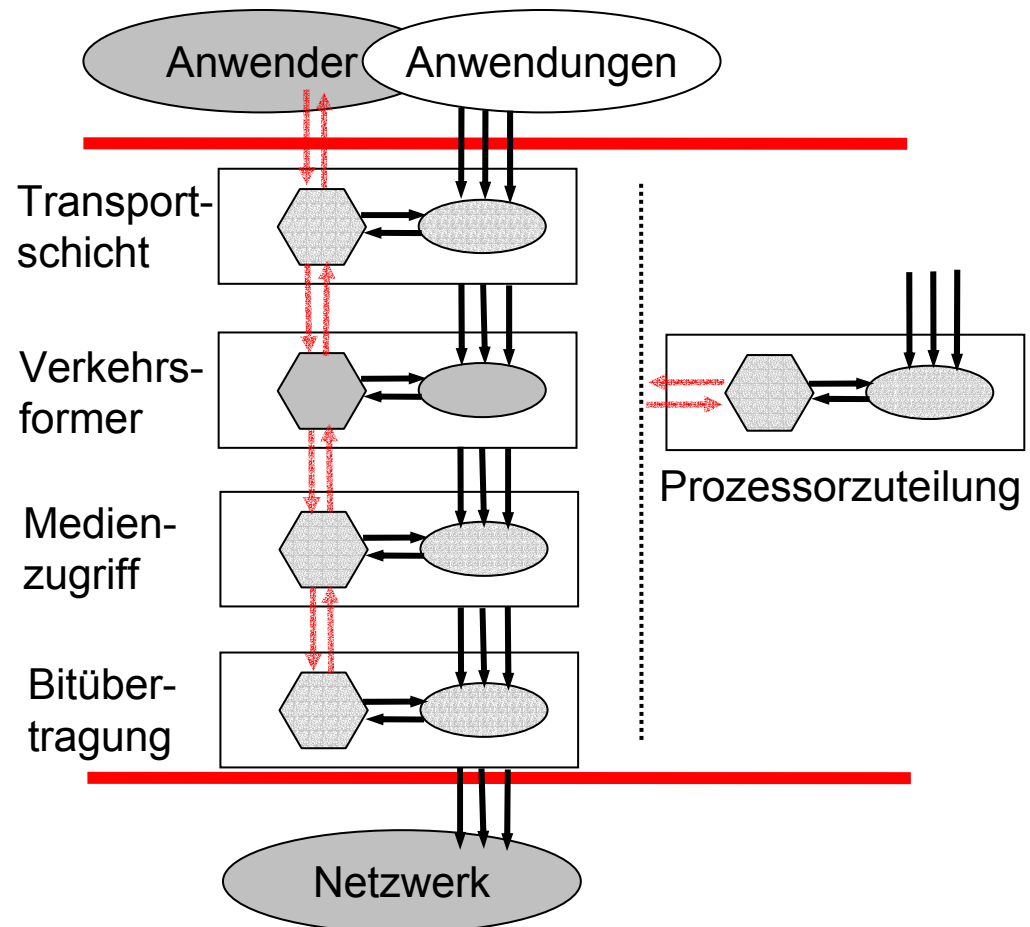 Anwender
Anwendungen
Transport-
schicht
Verkehrs-
former
Prozessorzuteilung
Medien-
zugriff
Bitüber-
tragung
Netzwerk